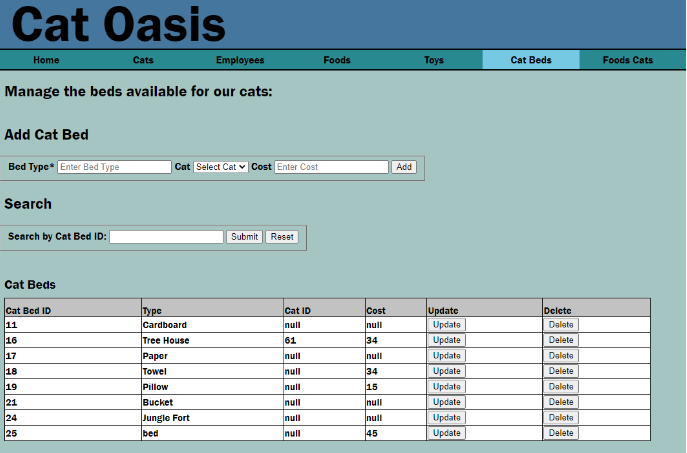 Cat Oasis
Home Cats Employees Foods Toys Cat Beds Foods Cats
Manage the beds available for our cats:
Add Cat Bed
Bed Type* Enter Bed Type Cat Select Cat Cost Enter Cost Add
Search
Search by Cat Bed ID: Submit Reset
Cat Beds
Cat Bed ID Type Cat ID Cost Update Delete
11 Cardboard null null Update Delete
16 Tree House 61 34 Update Delete
17 Paper null null Update Delete
18 Towel null 34 Update Delete
19 Pillow null 15 Update Delete
21 Bucket null null Update Delete
24 Jungle Fort null null Update Delete
25 bed null 45 Update Delete